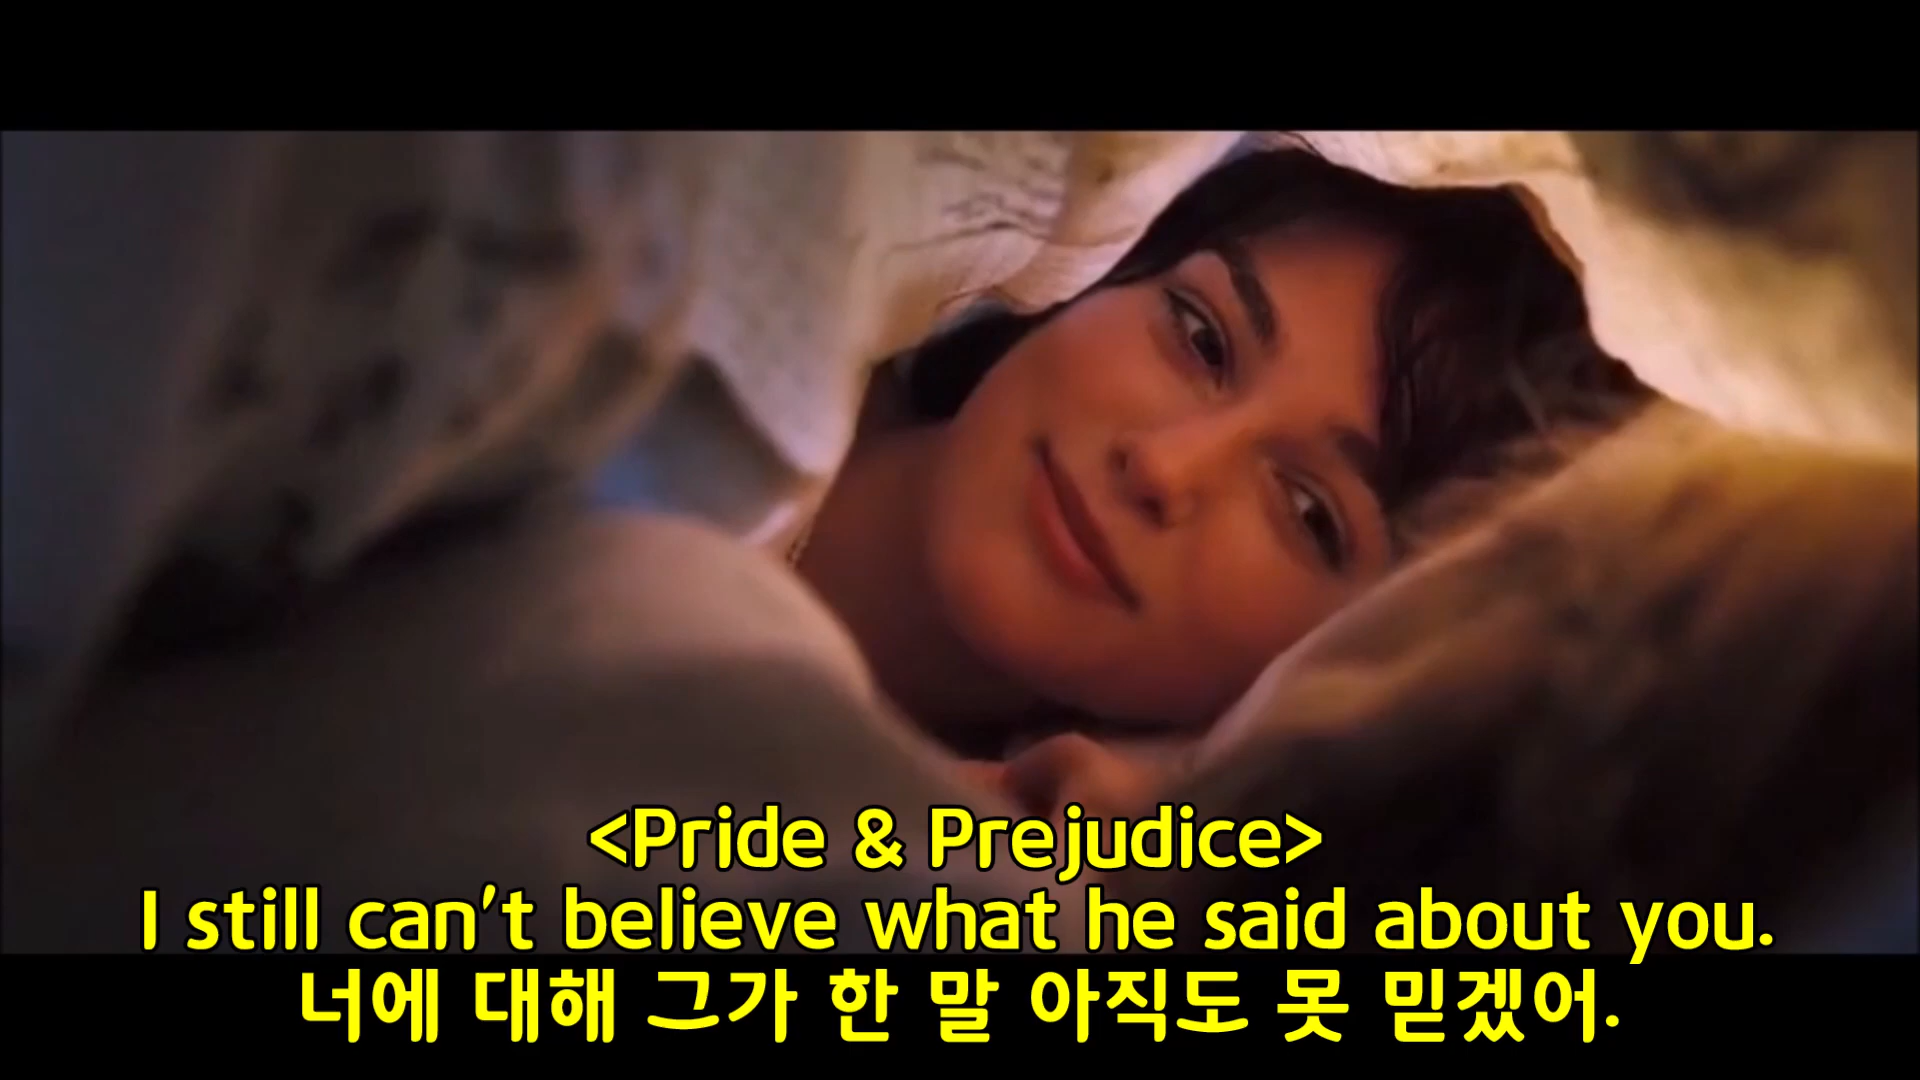 <Pride & Prejudice>
I still can't believe what he said about you.
너에 대해 그가 한 말 아직도 못 믿겠어.